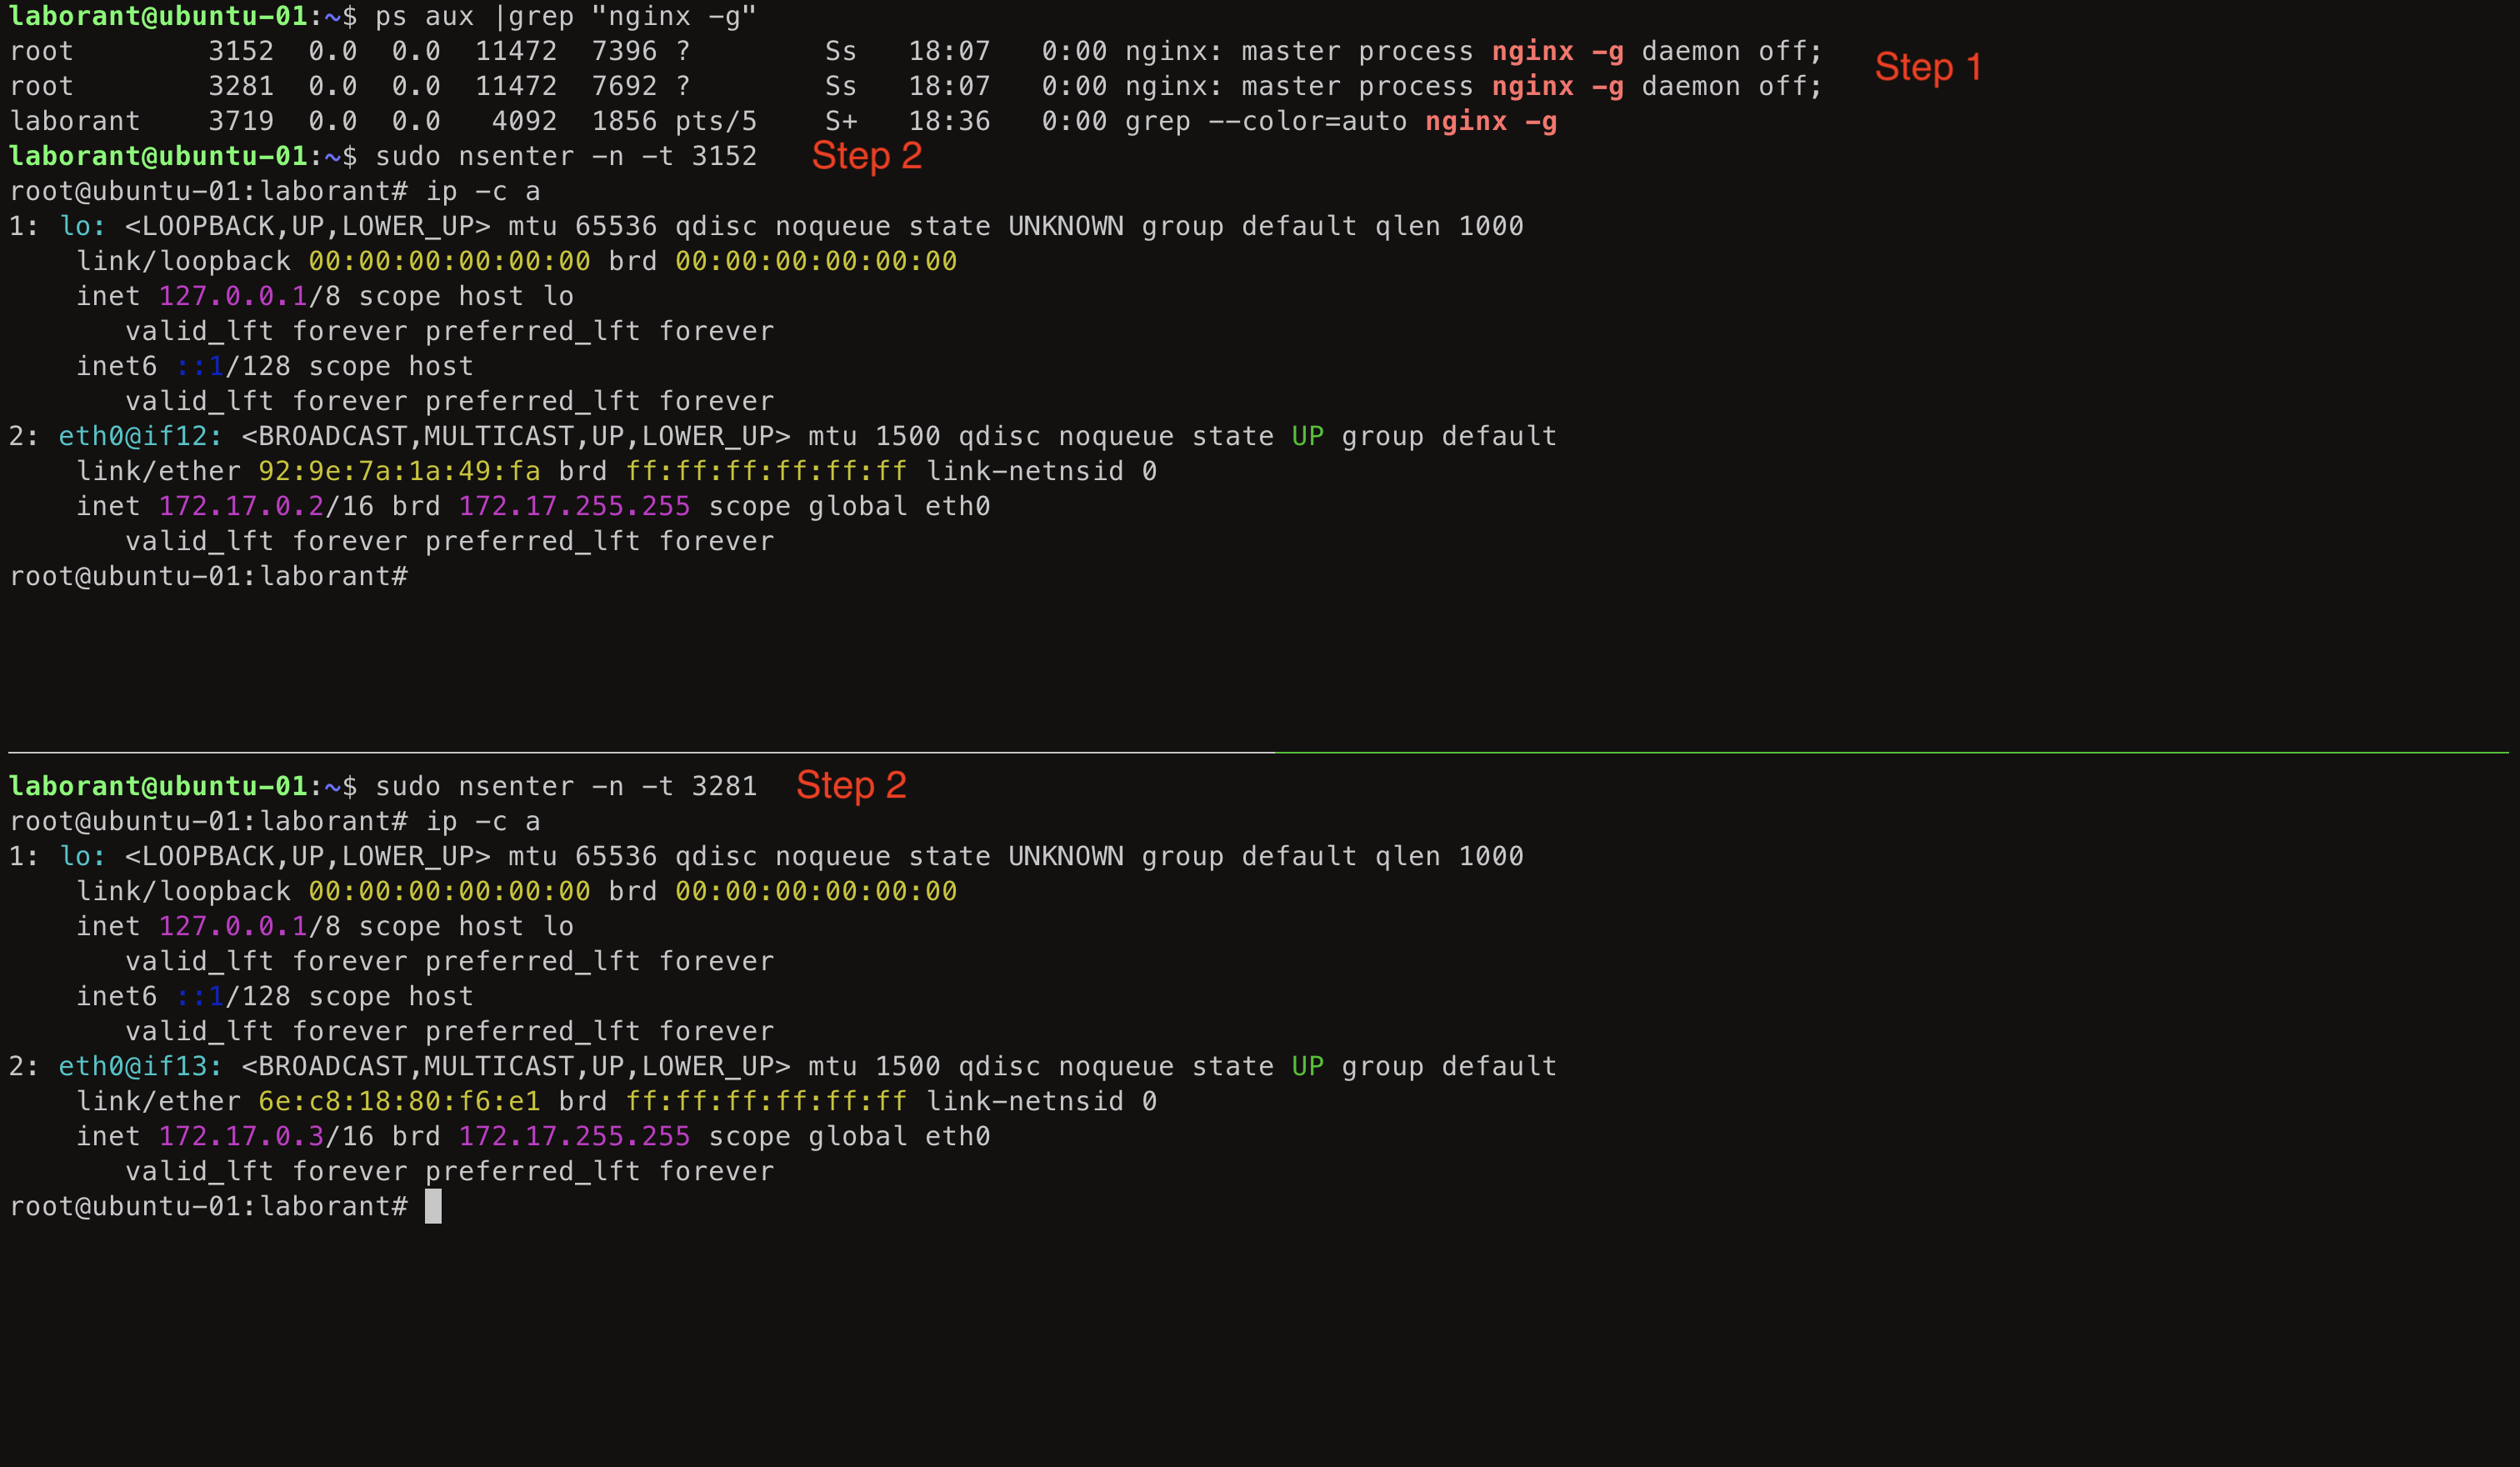 laborant@ubuntu-01:~$ ps aux |grep "nginx -g"
root        3152  0.0  0.0  11472  7396 ?        Ss   18:07   0:00 nginx: master process nginx -g daemon off;
Step 1
root        3281  0.0  0.0  11472  7692 ?        Ss   18:07   0:00 nginx: master process nginx -g daemon off;
laborant    3719  0.0  0.0   4092  1856 pts/5    S+   18:36   0:00 grep --color=auto nginx -g
laborant@ubuntu-01:~$ sudo nsenter -n -t 3152 Step 2
root@ubuntu-01:laborant# ip -c a
1: lo: <LOOPBACK,UP,LOWER_UP> mtu 65536 qdisc noqueue state UNKNOWN group default qlen 1000
    link/loopback 00:00:00:00:00:00 brd 00:00:00:00:00:00
    inet 127.0.0.1/8 scope host lo
       valid_lft forever preferred_lft forever
    inet6 ::1/128 scope host
       valid_lft forever preferred_lft forever
2: eth0@if12: <BROADCAST,MULTICAST,UP,LOWER_UP> mtu 1500 qdisc noqueue state UP group default
    link/ether 92:9e:7a:1a:49:fa brd ff:ff:ff:ff:ff:ff link-netnsid 0
    inet 172.17.0.2/16 brd 172.17.255.255 scope global eth0
       valid_lft forever preferred_lft forever
root@ubuntu-01:laborant#
laborant@ubuntu-01:~$ sudo nsenter -n -t 3281 Step 2
root@ubuntu-01:laborant# ip -c a
1: lo: <LOOPBACK,UP,LOWER_UP> mtu 65536 qdisc noqueue state UNKNOWN group default qlen 1000
    link/loopback 00:00:00:00:00:00 brd 00:00:00:00:00:00
    inet 127.0.0.1/8 scope host lo
       valid_lft forever preferred_lft forever
    inet6 ::1/128 scope host
       valid_lft forever preferred_lft forever
2: eth0@if13: <BROADCAST,MULTICAST,UP,LOWER_UP> mtu 1500 qdisc noqueue state UP group default
    link/ether 6e:c8:18:80:f6:e1 brd ff:ff:ff:ff:ff:ff link-netnsid 0
    inet 172.17.0.3/16 brd 172.17.255.255 scope global eth0
       valid_lft forever preferred_lft forever
root@ubuntu-01:laborant#